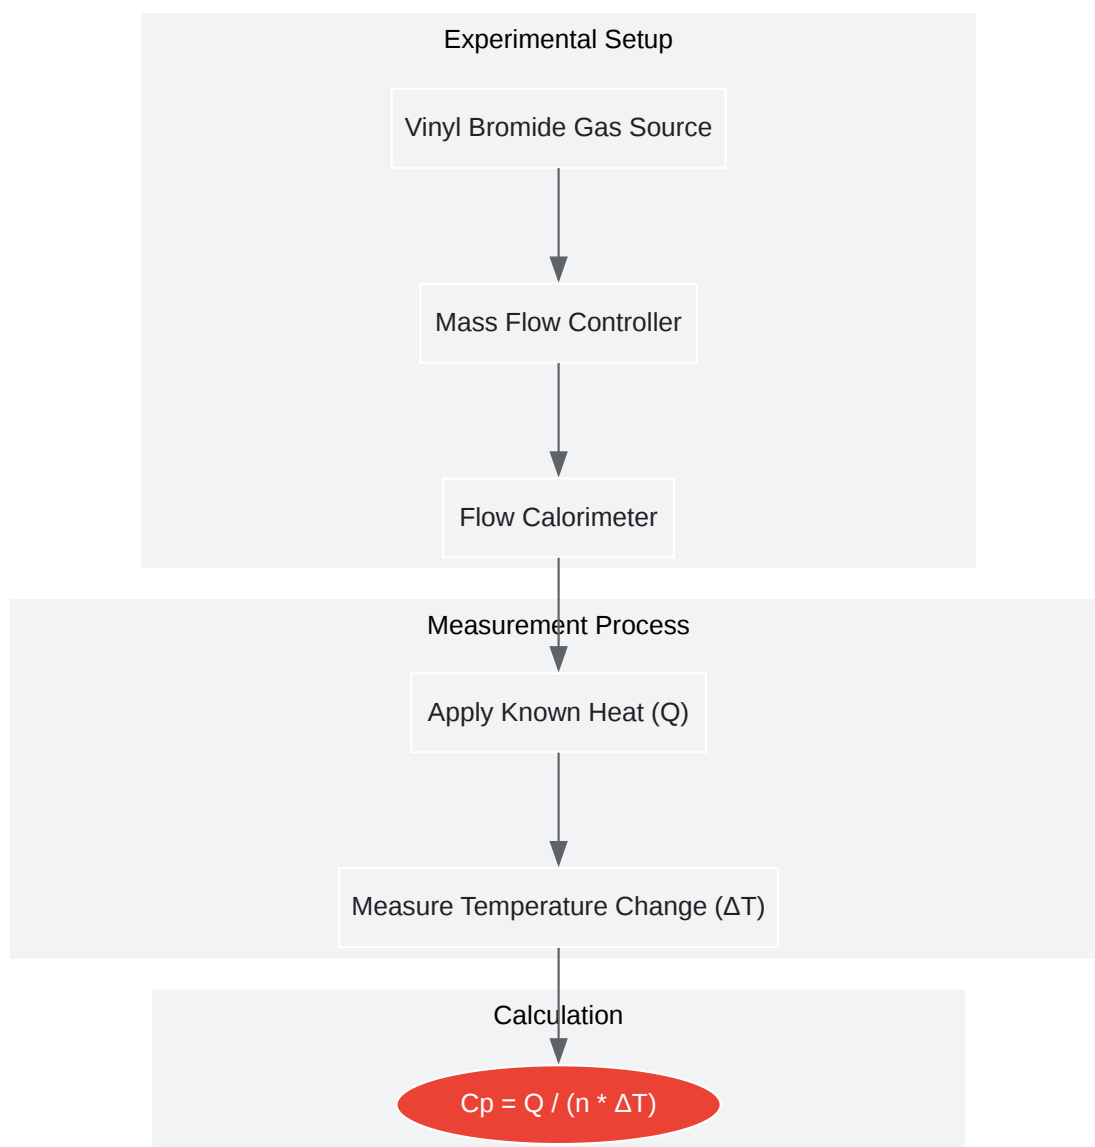 Experimental Setup
Vinyl Bromide Gas Source
Mass Flow Controller
Flow Calorimeter
Measurement Process
Apply Known Heat (Q)
Measure Temperature Change (ΔT)
Calculation
Cp = Q / (n * ΔT)